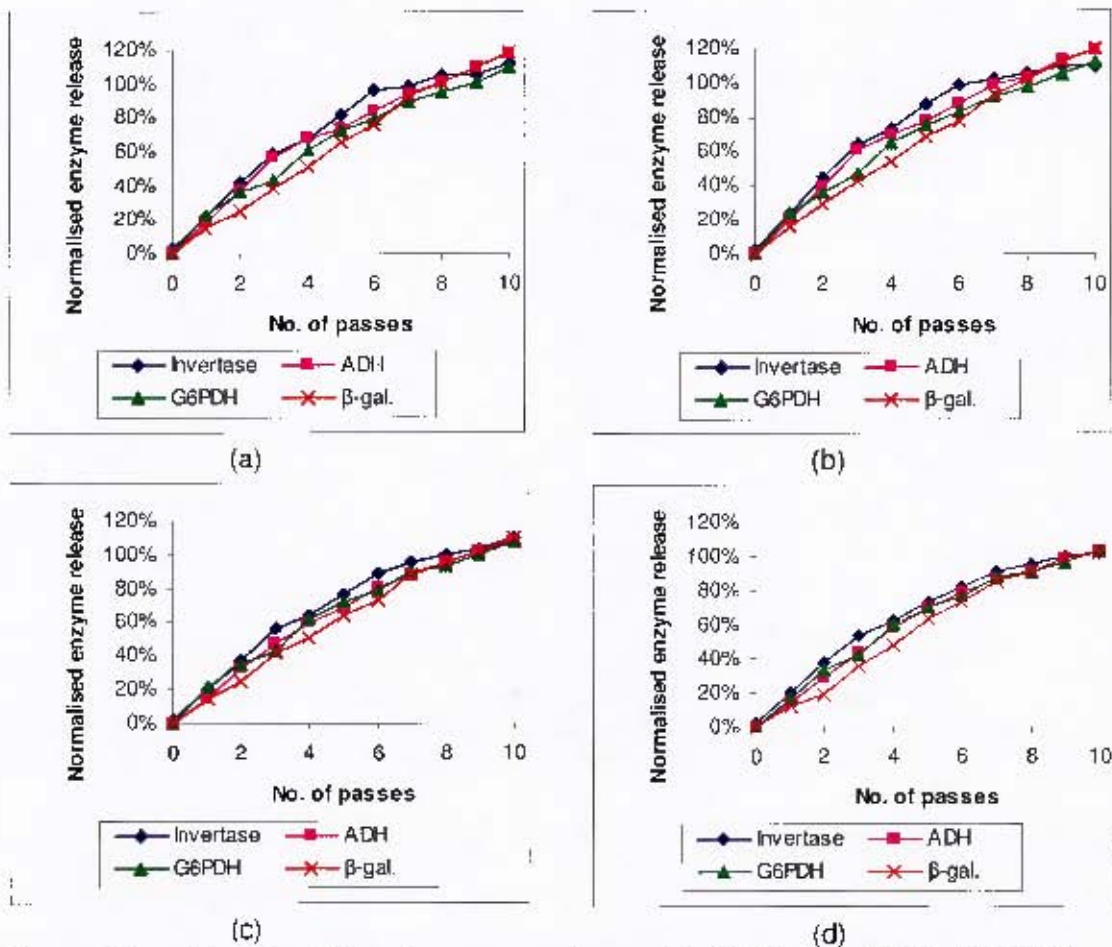 Normalised enzyme release
120%
100%
80%
60%
40%
20%
0%
0 2 4 6 8 10
No. of passes
Invertase ADH
G6PDH β-gal.
(a)
Normalised enzyme release
120%
100%
80%
60%
40%
20%
0%
0 2 4 6 8 10
No. of passes
Invertase ADH
G6PDH β-gal.
(b)
Normalised enzyme release
120%
100%
80%
60%
40%
20%
0%
0 2 4 6 8 10
No. of passes
Invertase ADH
G6PDH β-gal.
(c)
Normalised enzyme release
120%
100%
80%
60%
40%
20%
0%
0 2 4 6 8 10
No. of passes
Invertase ADH
G6PDH β-gal.
(d)